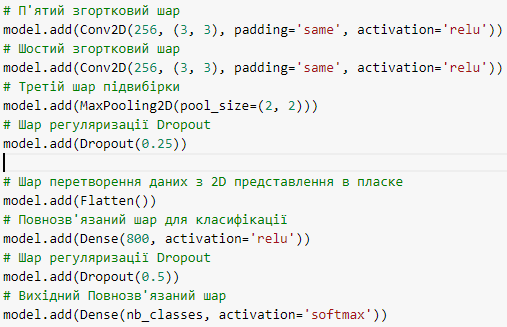 # П'ятий згортковий шар
model.add(Conv2D(256, (3, 3), padding='same', activation='relu'))
# Шостий згортковий шар
model.add(Conv2D(256, (3, 3), padding='same', activation='relu'))
# Третій шар підвибірки
model.add(MaxPooling2D(pool_size=(2, 2)))
# Шар регуляризації Dropout
model.add(Dropout(0.25))
# Шар перетворення даних з 2D представлення в пласке
model.add(Flatten())
# Повнозв'язаний шар для класифікації
model.add(Dense(800, activation='relu'))
# Шар регуляризації Dropout
model.add(Dropout(0.5))
# Вихідний Повнозв'язаний шар
model.add(Dense(nb_classes, activation='softmax'))